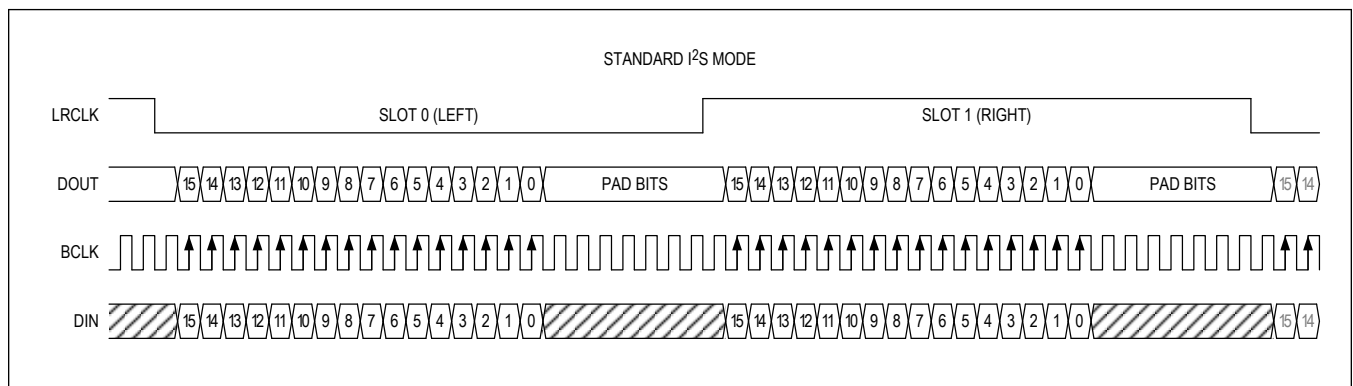 STANDARD I²S MODE
LRCLK SLOT 0 (LEFT) SLOT 1 (RIGHT)
DOUT 15 14 13 12 11 10 9 8 7 6 5 4 3 2 1 0 PAD BITS 15 14 13 12 11 10 9 8 7 6 5 4 3 2 1 0 PAD BITS 15 14
BCLK
DIN 15 14 13 12 11 10 9 8 7 6 5 4 3 2 1 0 15 14 13 12 11 10 9 8 7 6 5 4 3 2 1 0 15 14